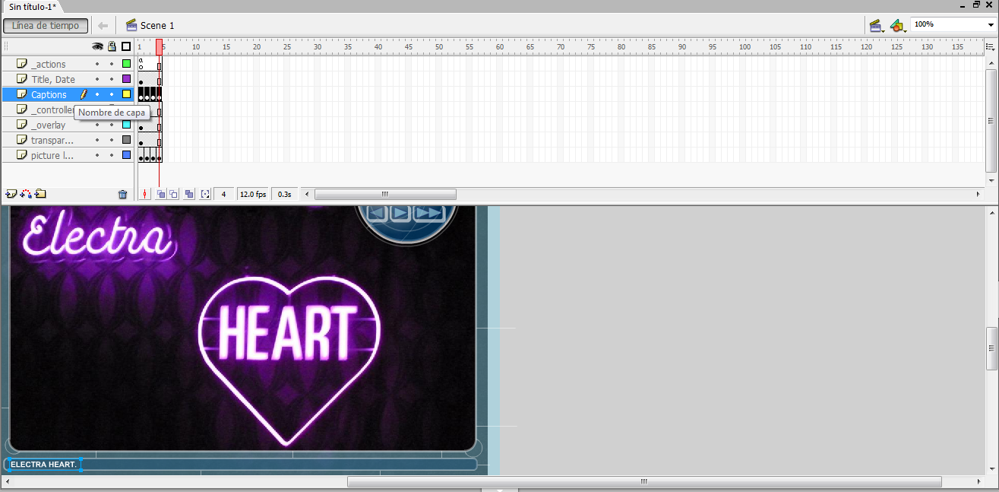 Sin título-1*
Línea de tiempo
Scene 1
100%
1 5 10 15 20 25 30 35 40 45 50 55 60 65 70 75 80 85 90 95 100 105 110 115 120 125 130 135
_actions
a
Title, Date
Captions
_controller
Nombre de capa
_overlay
transpar...
picture l...
4 12.0 fps 0.3s
Electra
HEART
ELECTRA HEART.